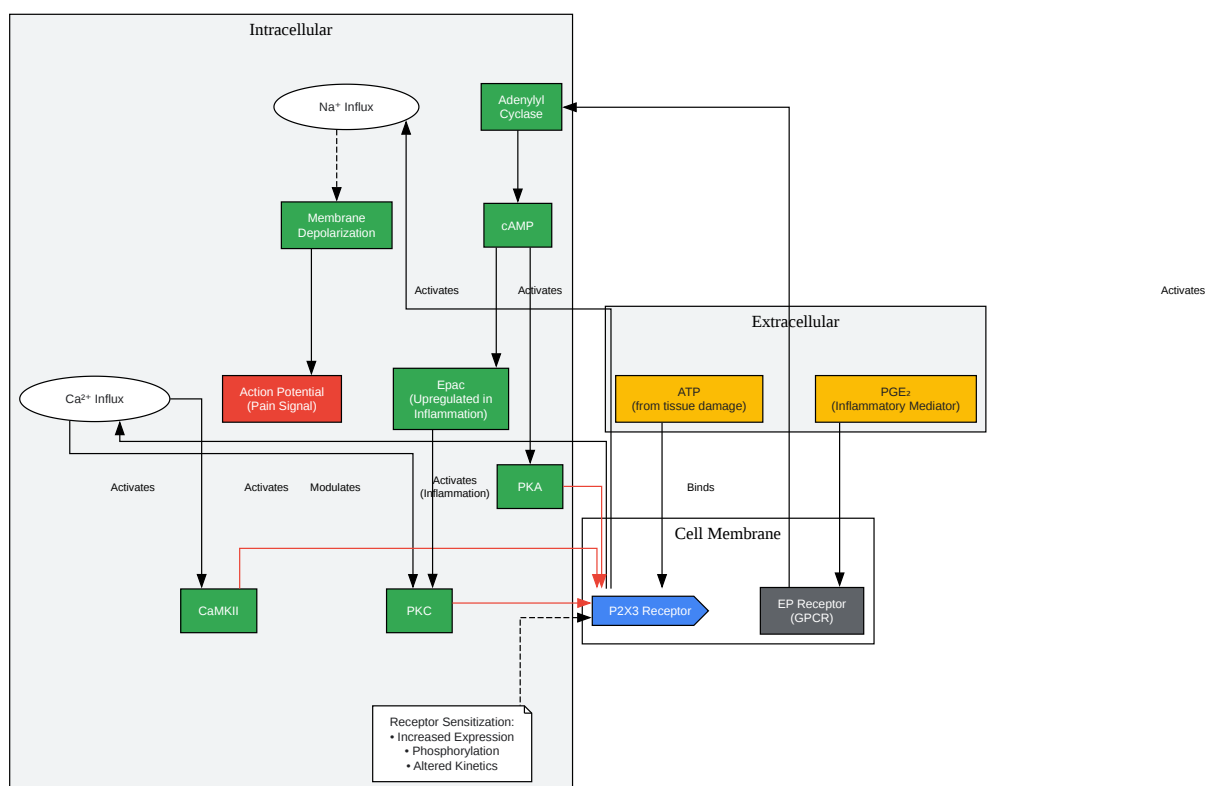 Intracellular
Na⁺ Influx
Adenylyl
Cyclase
Membrane
Depolarization
cAMP
Activates
Activates
Activates
Extracellular
Ca²⁺ Influx
Action Potential
(Pain Signal)
Epac
(Upregulated in
Inflammation)
ATP
(from tissue damage)
PGE₂
(Inflammatory Mediator)
Activates
Activates
Modulates
Activates
(Inflammation)
PKA
Binds
Cell Membrane
CaMKII
PKC
P2X3 Receptor
EP Receptor
(GPCR)
Receptor Sensitization:
• Increased Expression
• Phosphorylation
• Altered Kinetics